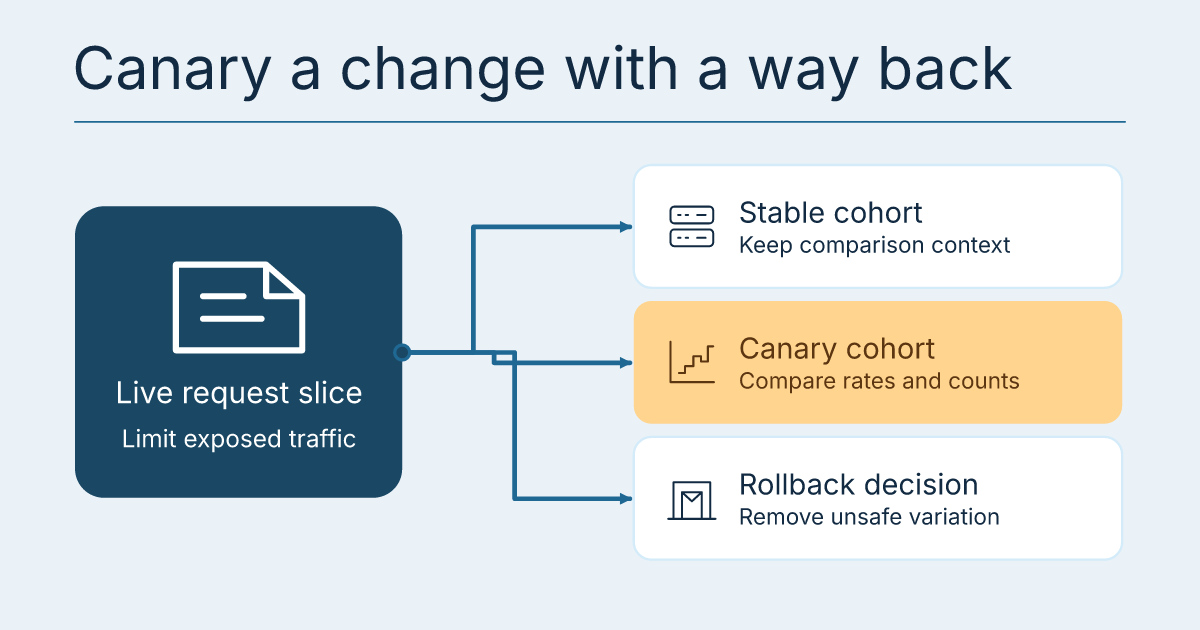 Canary a change with a way back
Live request slice
Limit exposed traffic
Stable cohort
Keep comparison context
Canary cohort
Compare rates and counts
Rollback decision
Remove unsafe variation